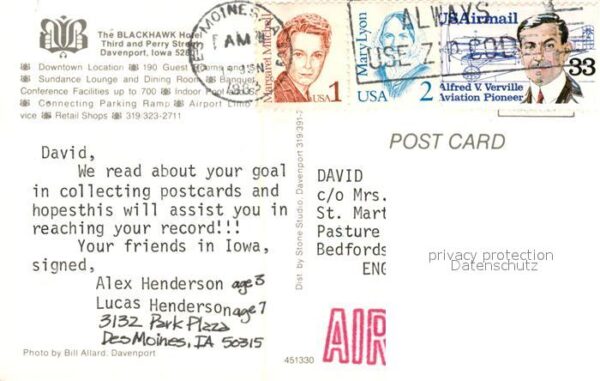 The BLACKHAWK Hotel
Third and Perry Street
Davenport, Iowa
Downtown Location 190 Guest Rooms and
Sundance Lounge and Dining Room Banquet
Conference Facilities up to 700 Indoor Pool
Connecting Parking Ramp Airport Limo
vice Retail Shops 319/323-2711
DES MOINES, IA
AM
1987
Margaret Mitchell
USA 1
Mary Lyon
USA 2
USAirmail
33
Alfred V. Verville
Aviation Pioneer
ALWAYS
USE ZIP CODE
POST CARD
David,
We read about your goal
in collecting postcards and
hopesthis will assist you in
reaching your record!!!
Your friends in Iowa,
signed,
Alex Henderson age 3
Lucas Henderson age 7
3132 Park Plaza
Des Moines, IA 50315
Photo by Bill Allard, Davenport
Dist. by Stone Studio, Davenport 319/391-
451330
DAVID
c/o Mrs.
St. Mart
Pasture
Bedfords
ENG
AIR
privacy protection
Datenschutz